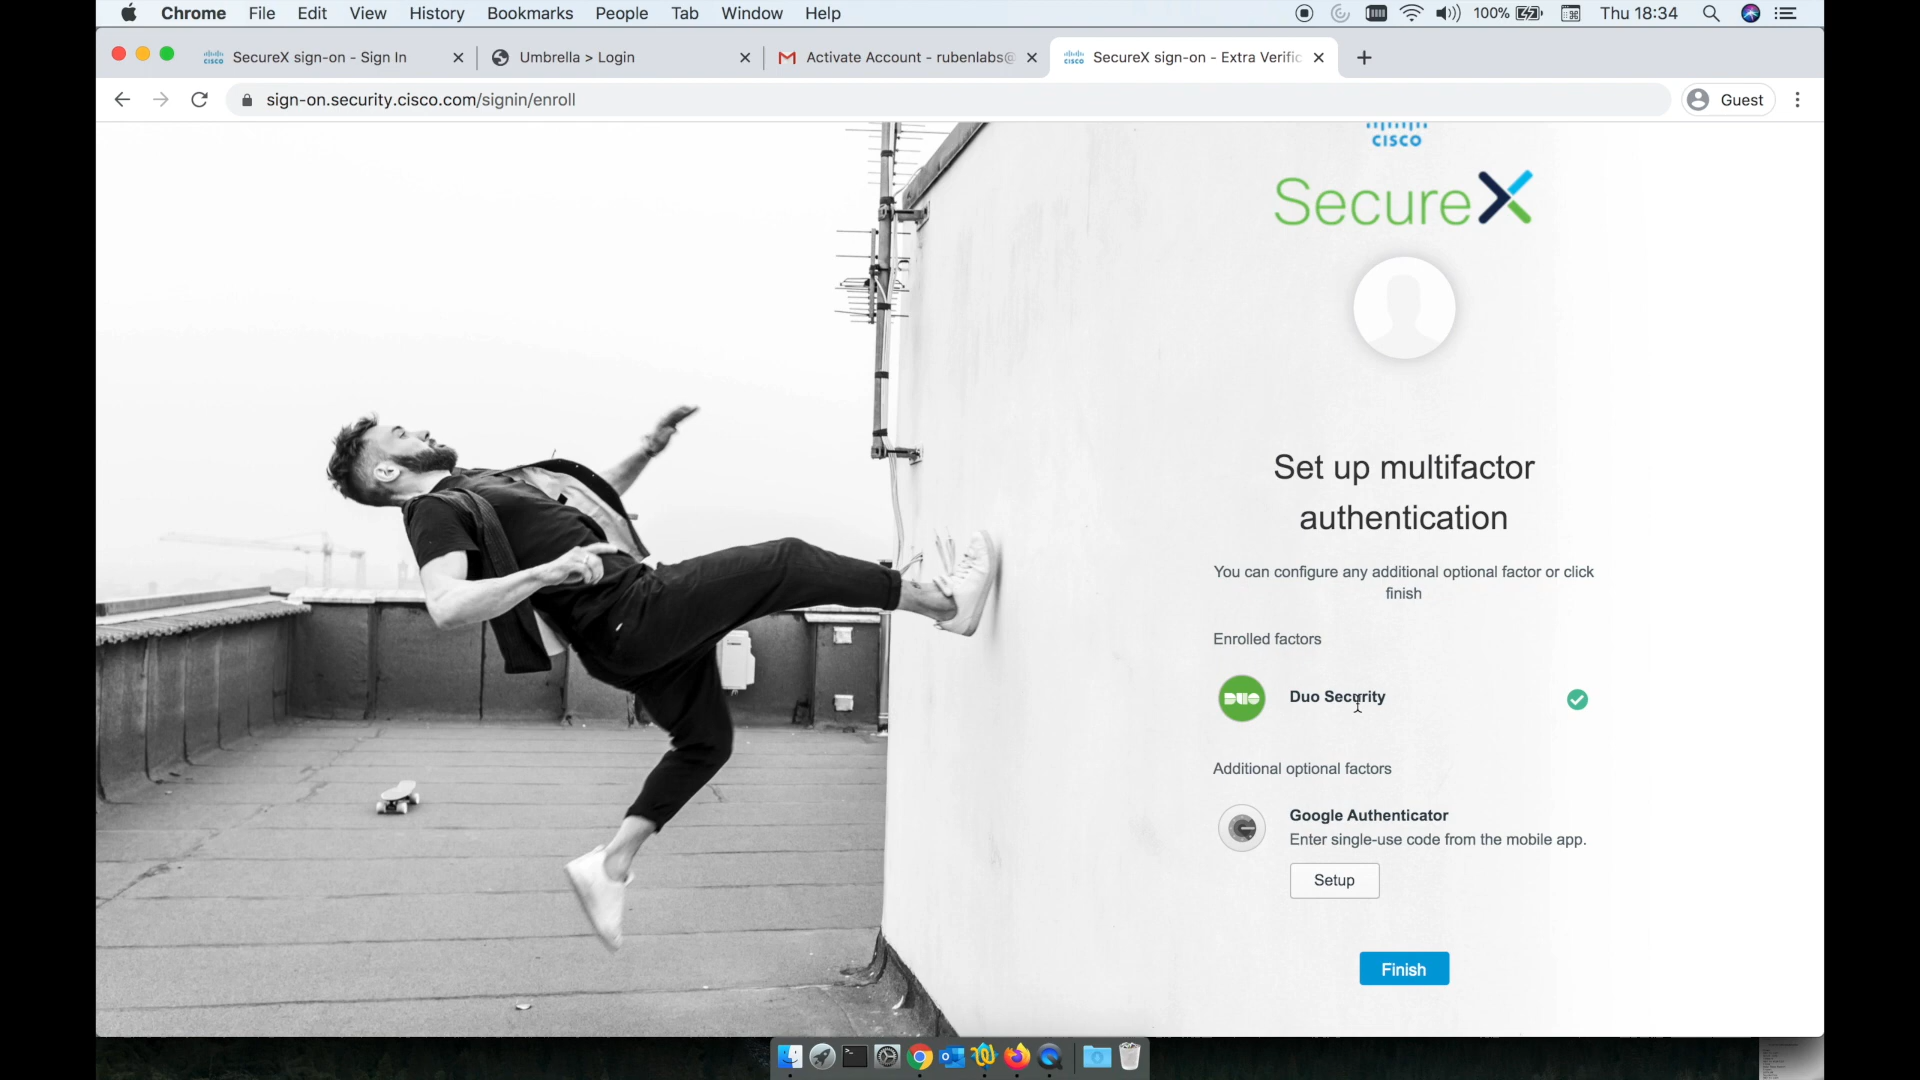 Chrome File Edit View History Bookmarks People Tab Window Help 100% Thu 18:34
CISCO SecureX sign-on - Sign In Umbrella > Login Activate Account - rubenlabs@ CISCO SecureX sign-on - Extra Verific
sign-on.security.cisco.com/signin/enroll Guest
CISCO
SecureX
Set up multifactor
authentication
You can configure any additional optional factor or click
finish
Enrolled factors
DUO Duo Security
Additional optional factors
Google Authenticator
Enter single-use code from the mobile app.
Setup
Finish